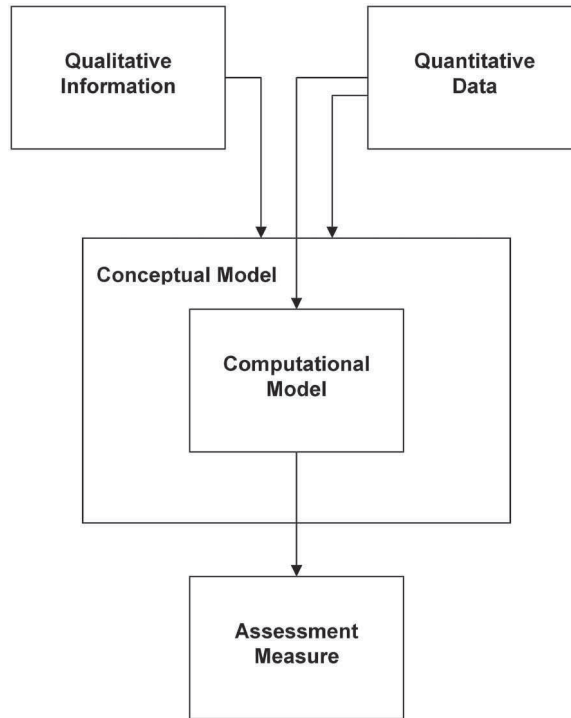 Qualitative
Information
Quantitative
Data
Conceptual Model
Computational
Model
Assessment
Measure